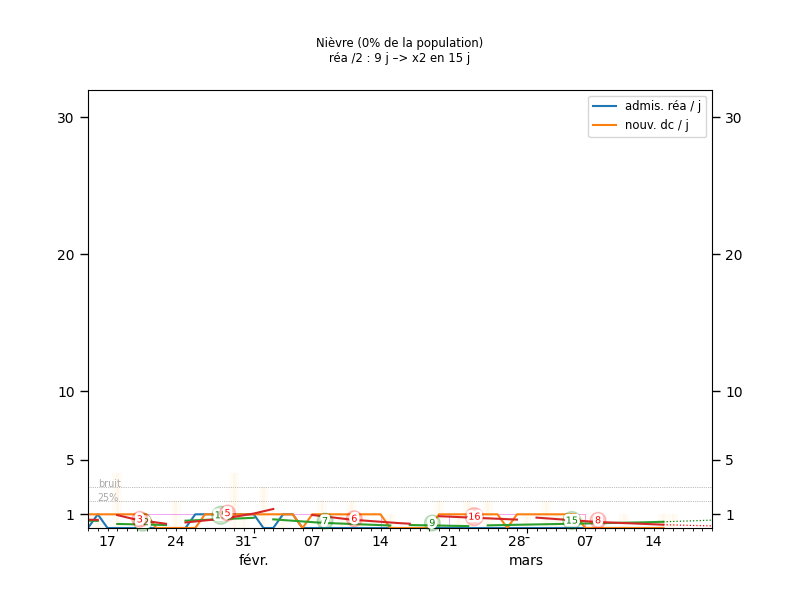 Nièvre (0% de la population)
réa /2 : 9 j –> x2 en 15 j
admis. réa / j
nouv. dc / j
30 30
20 20
10 10
5 5
1 1
bruit
25%
3 5 7 6 9 16 15 8
17 24 31 07 14 21 28 07 14
févr. mars